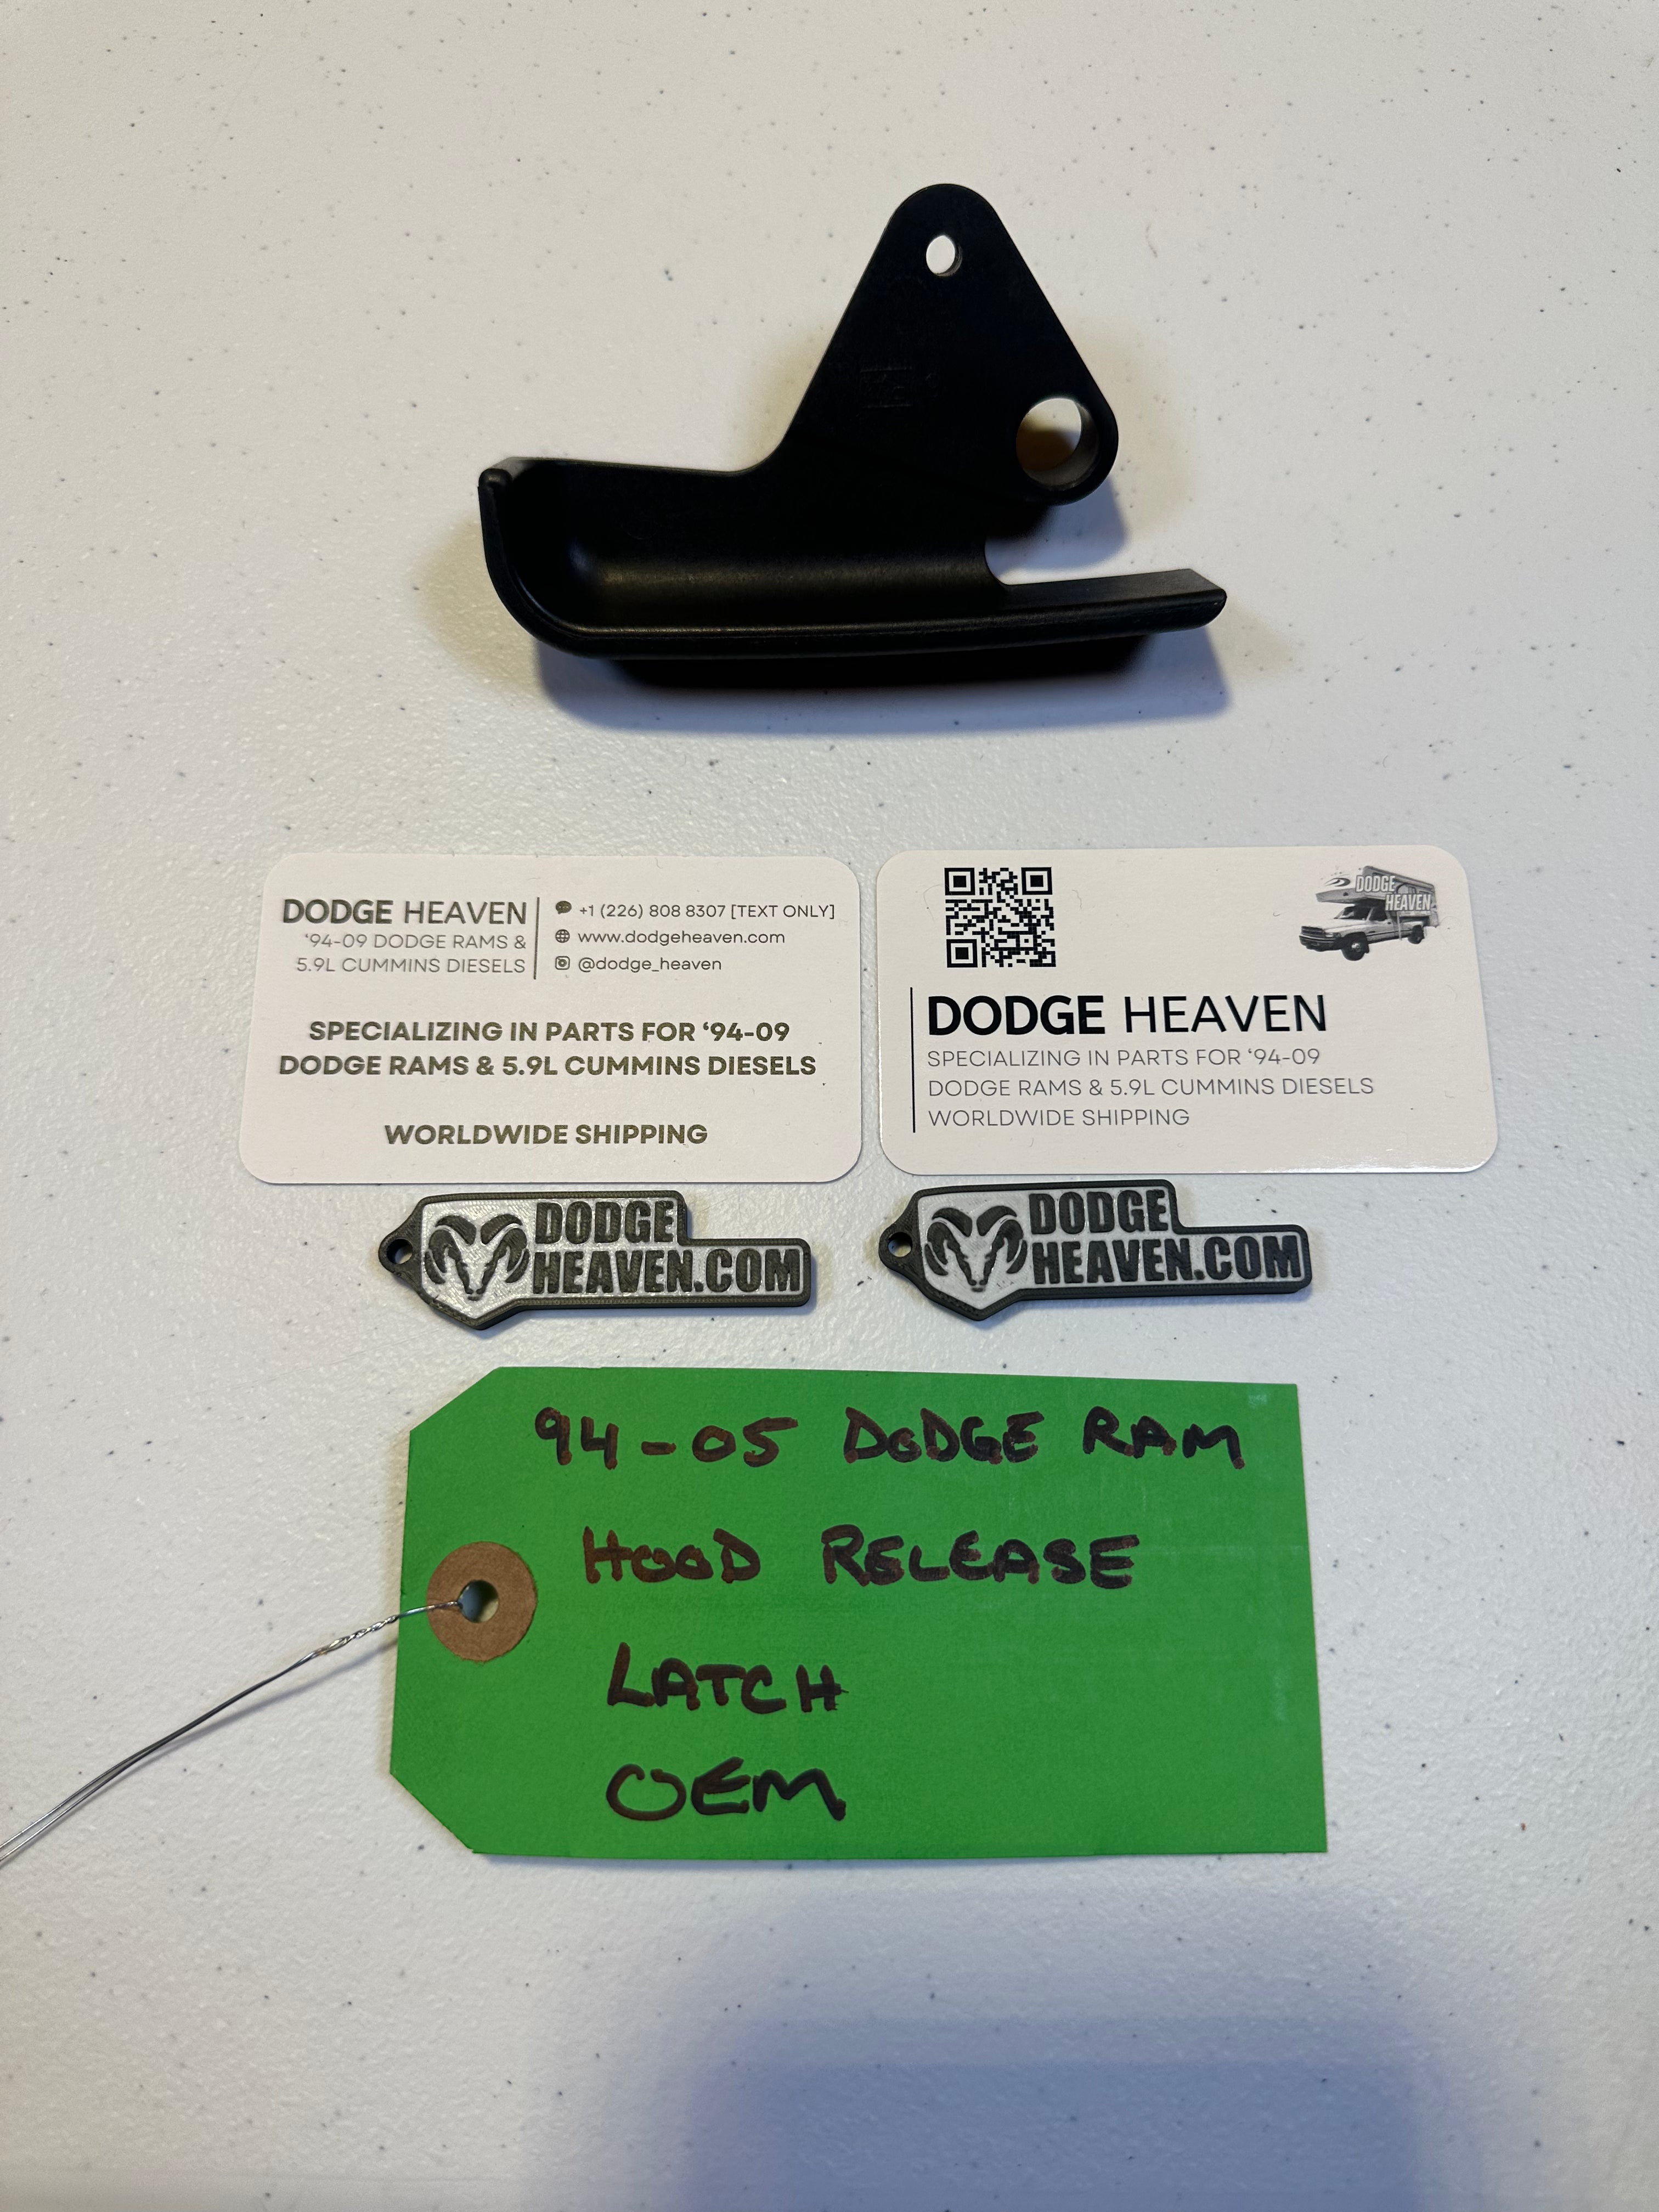 DODGE HEAVEN
'94-09 DODGE RAMS &
5.9L CUMMINS DIESELS
+1 (226) 808 8307 [TEXT ONLY]
www.dodgeheaven.com
@dodge_heaven
SPECIALIZING IN PARTS FOR '94-09
DODGE RAMS & 5.9L CUMMINS DIESELS
WORLDWIDE SHIPPING
DODGE
HEAVEN
DODGE HEAVEN
SPECIALIZING IN PARTS FOR '94-09
DODGE RAMS & 5.9L CUMMINS DIESELS
WORLDWIDE SHIPPING
DODGE
HEAVEN.COM
DODGE
HEAVEN.COM
94-05 DODGE RAM
HOOD RELEASE
LATCH
OEM